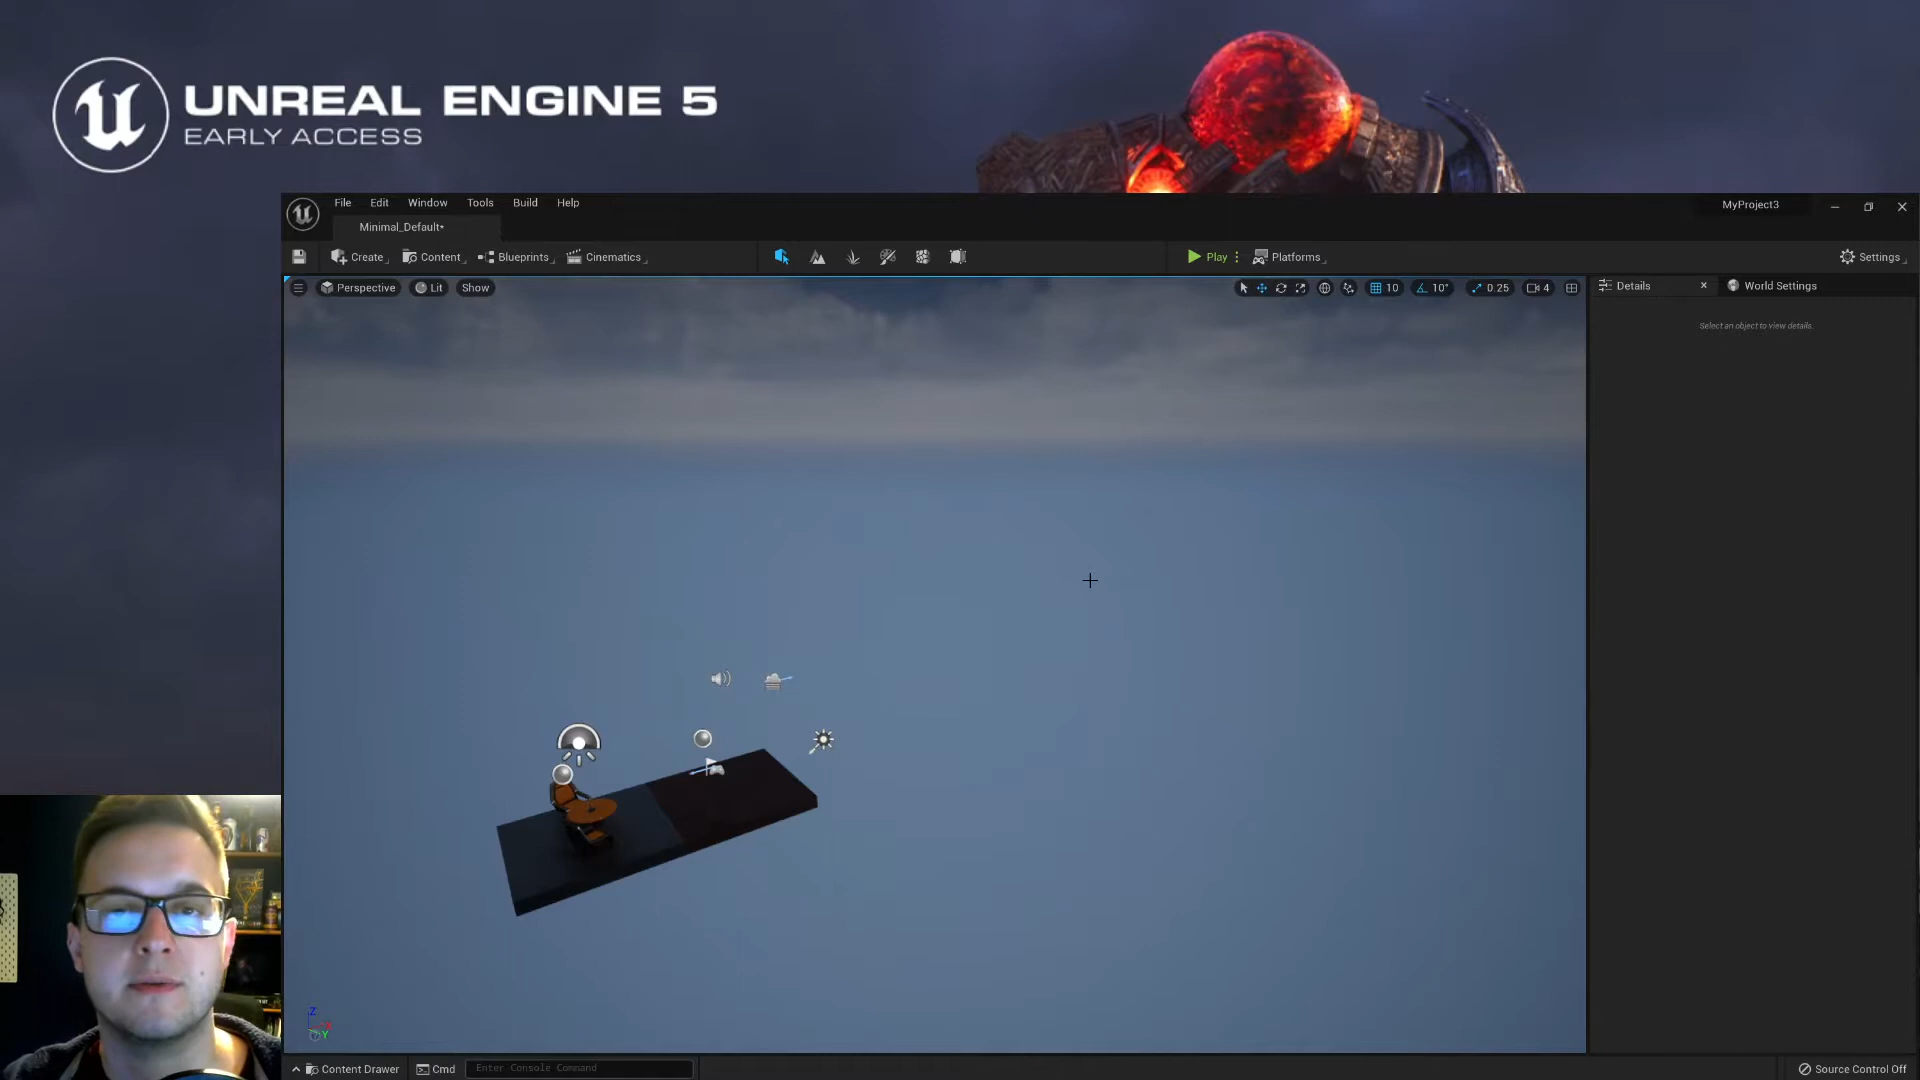 UNREAL ENGINE 5
EARLY ACCESS
File Edit Window Tools Build Help
MyProject3
Minimal_Default*
Create Content Blueprints Cinematics
Play Platforms
Settings
Perspective Lit Show
10 10° 0.25 4
Details World Settings
Select an object to view details.
Z
Y
Content Drawer Cmd Enter Console Command
Source Control Off